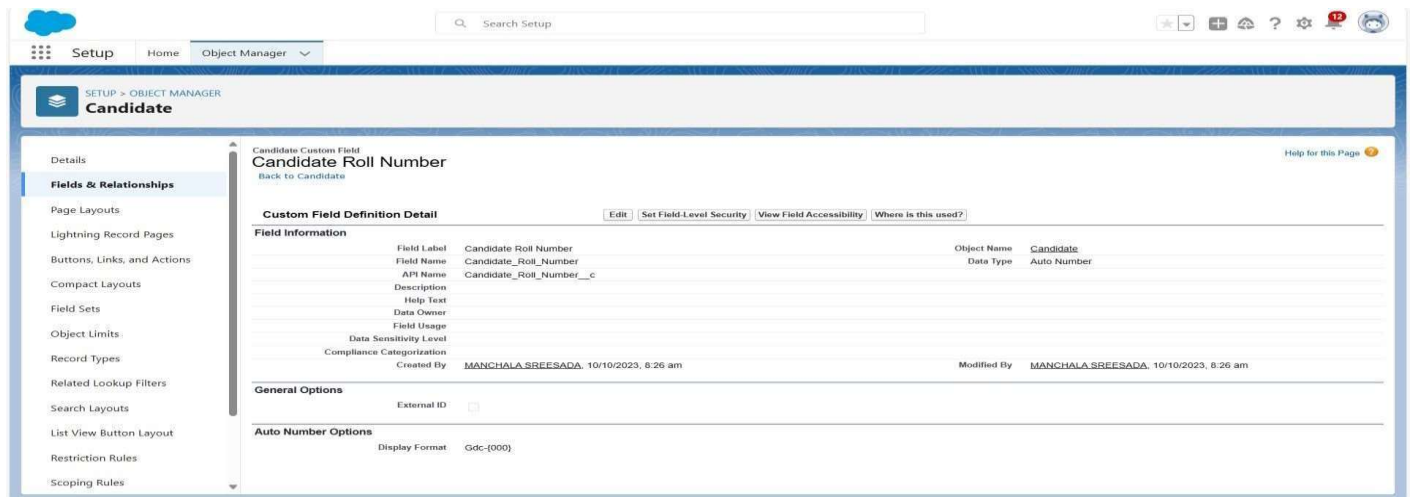 Search Setup
12
Setup Home Object Manager
SETUP > OBJECT MANAGER
Candidate
Details
Fields & Relationships
Page Layouts
Lightning Record Pages
Buttons, Links, and Actions
Compact Layouts
Field Sets
Object Limits
Record Types
Related Lookup Filters
Search Layouts
List View Button Layout
Restriction Rules
Scoping Rules
Candidate Custom Field
Candidate Roll Number
Back to Candidate
Help for this Page
Custom Field Definition Detail Edit Set Field-Level Security View Field Accessibility Where is this used?
Field Information
Field Label Candidate Roll Number Object Name Candidate
Field Name Candidate_Roll_Number Data Type Auto Number
API Name Candidate_Roll_Number__c
Description
Help Text
Data Owner
Field Usage
Data Sensitivity Level
Compliance Categorization
Created By MANCHALA SREESADA, 10/10/2023, 8:26 am Modified By MANCHALA SREESADA, 10/10/2023, 8:26 am
General Options
External ID
Auto Number Options
Display Format Gdc-{000}